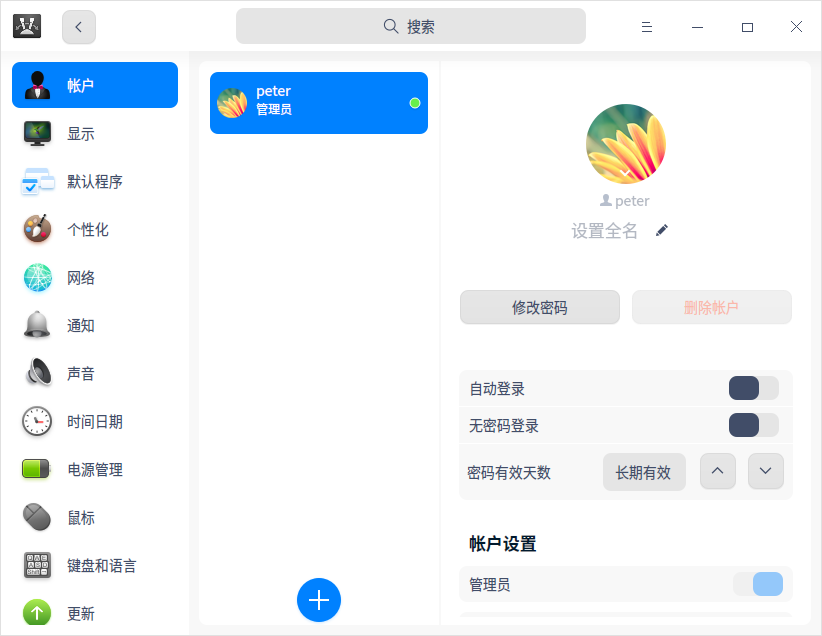 搜索
帐户
显示
默认程序
个性化
网络
通知
声音
时间日期
电源管理
鼠标
键盘和语言
更新
peter
管理员
peter
设置全名
修改密码
删除帐户
自动登录
无密码登录
密码有效天数
长期有效
帐户设置
管理员